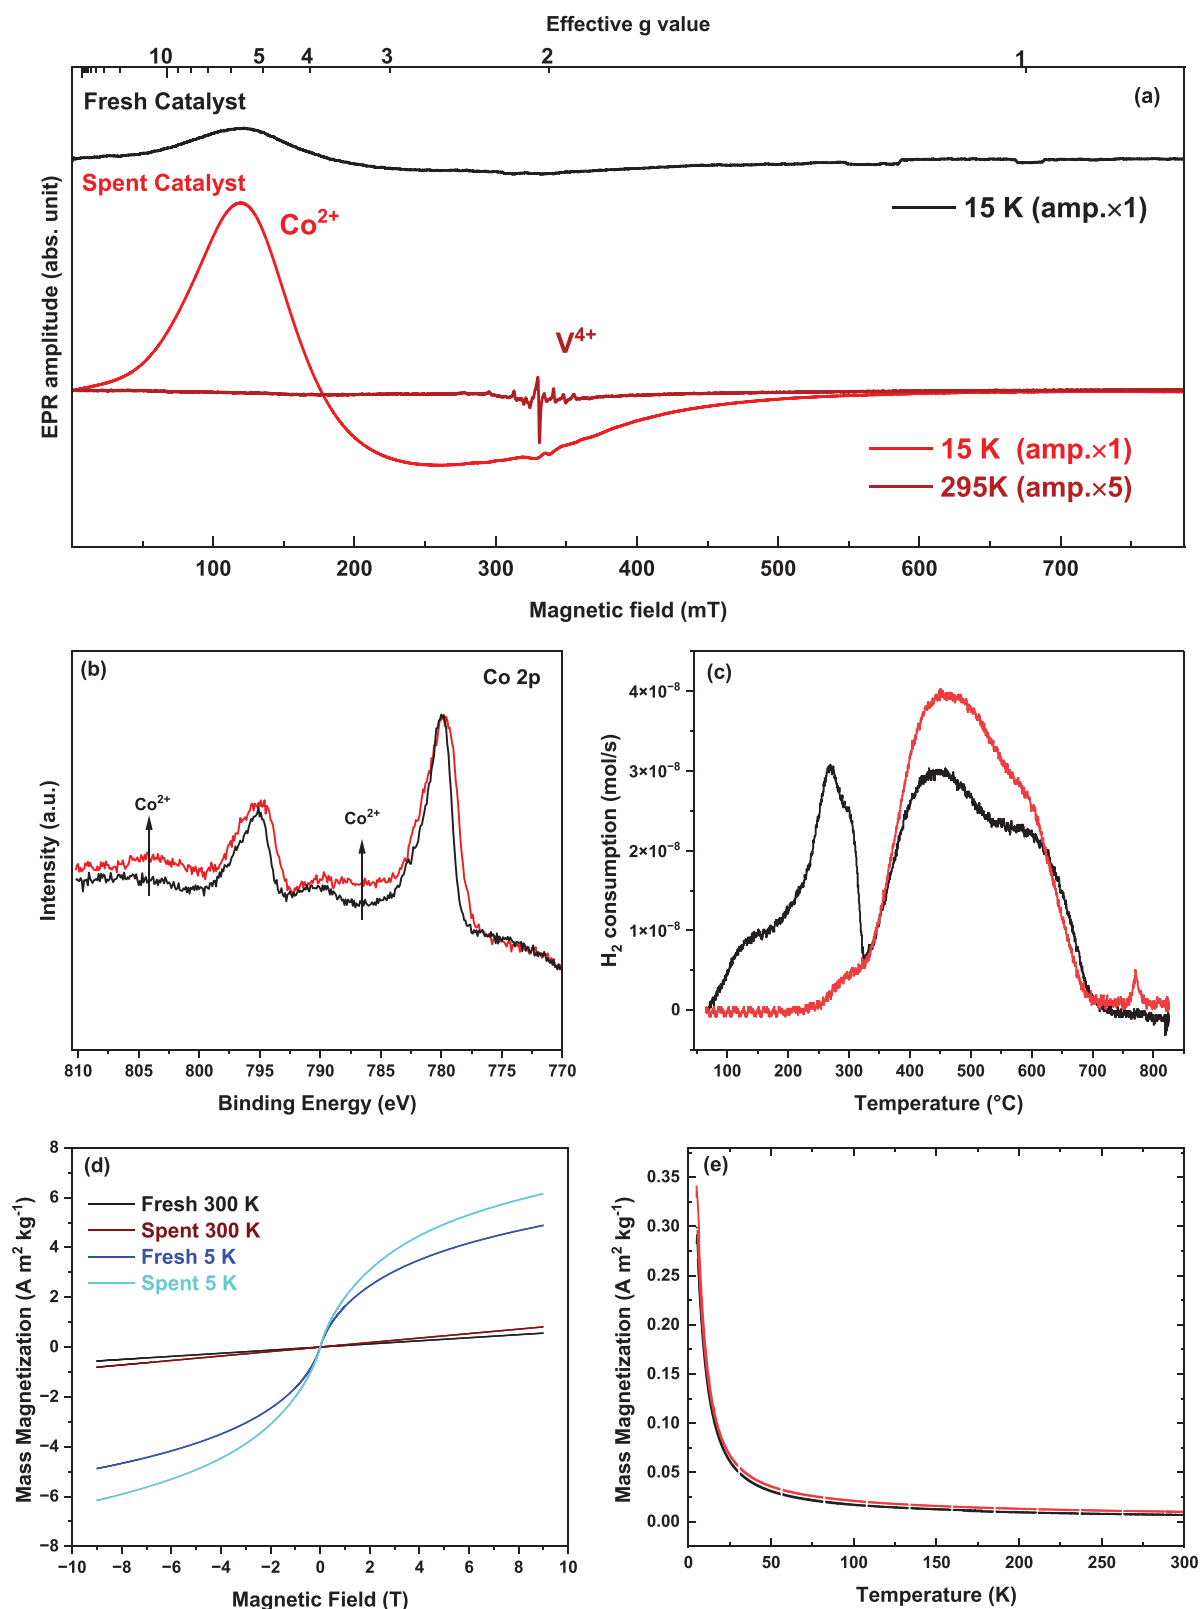 Effective g value
10 5 4 3 2 1
(a)
Fresh Catalyst
Spent Catalyst
Co²⁺
15 K (amp.×1)
V⁴⁺
15 K (amp.×1)
295K (amp.×5)
EPR amplitude (abs. unit)
100 200 300 400 500 600 700
Magnetic field (mT)
(b)
Co 2p
Co²⁺
Co²⁺
Intensity (a.u.)
810 805 800 795 790 785 780 775 770
Binding Energy (eV)
(c)
4×10⁻⁸
3×10⁻⁸
2×10⁻⁸
1×10⁻⁸
0
H₂ consumption (mol/s)
100 200 300 400 500 600 700 800
Temperature (°C)
(d)
Fresh 300 K
Spent 300 K
Fresh 5 K
Spent 5 K
8
6
4
2
0
−2
−4
−6
−8
Mass Magnetization (A m² kg⁻¹)
−10 −8 −6 −4 −2 0 2 4 6 8 10
Magnetic Field (T)
(e)
0.35
0.30
0.25
0.20
0.15
0.10
0.05
0.00
Mass Magnetization (A m² kg⁻¹)
0 50 100 150 200 250 300
Temperature (K)